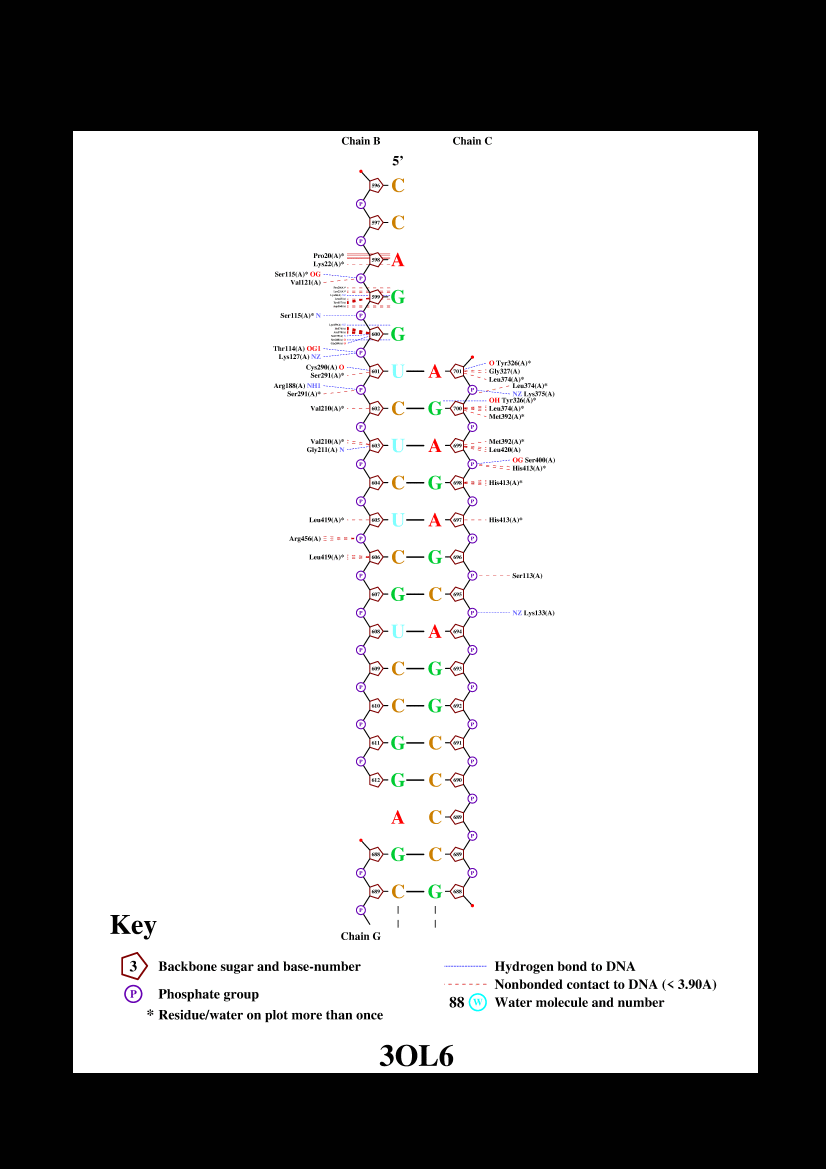 Chain B Chain C
5'
596 C
P
597 C
P
Pro20(A)*
598 A
Lys22(A)*
Ser115(A)* OG P
Val121(A)
599 G
Ser115(A)* N P
600 G
Thr114(A) OG1 P
Lys127(A) NZ
Cys290(A) O 601 U A 701 O Tyr326(A)*
Ser291(A)* Gly327(A)
Leu374(A)*
Arg188(A) NH1 P P Leu374(A)*
Ser291(A)* NZ Lys375(A)
OH Tyr326(A)*
Val210(A)* 602 C G 700 Leu374(A)*
Met392(A)*
P P
Val210(A)* 603 U A 699 Met392(A)*
Gly211(A) N Leu420(A)
P P OG Ser400(A)
His413(A)*
604 C G 698 His413(A)*
P P
Leu419(A)* 605 U A 697 His413(A)*
Arg456(A) P P
Leu419(A)* 606 C G 696
P P Ser113(A)
607 G C 695
P P NZ Lys133(A)
608 U A 694
P P
609 C G 693
P P
610 C G 692
P P
611 G C 691
P P
612 G C 690
P
A C 689
P
688 G C 689
P P
689 C G 688
P
Chain G
Key
3 Backbone sugar and base-number
P Phosphate group
* Residue/water on plot more than once
Hydrogen bond to DNA
Nonbonded contact to DNA (< 3.90A)
88 W Water molecule and number
3OL6